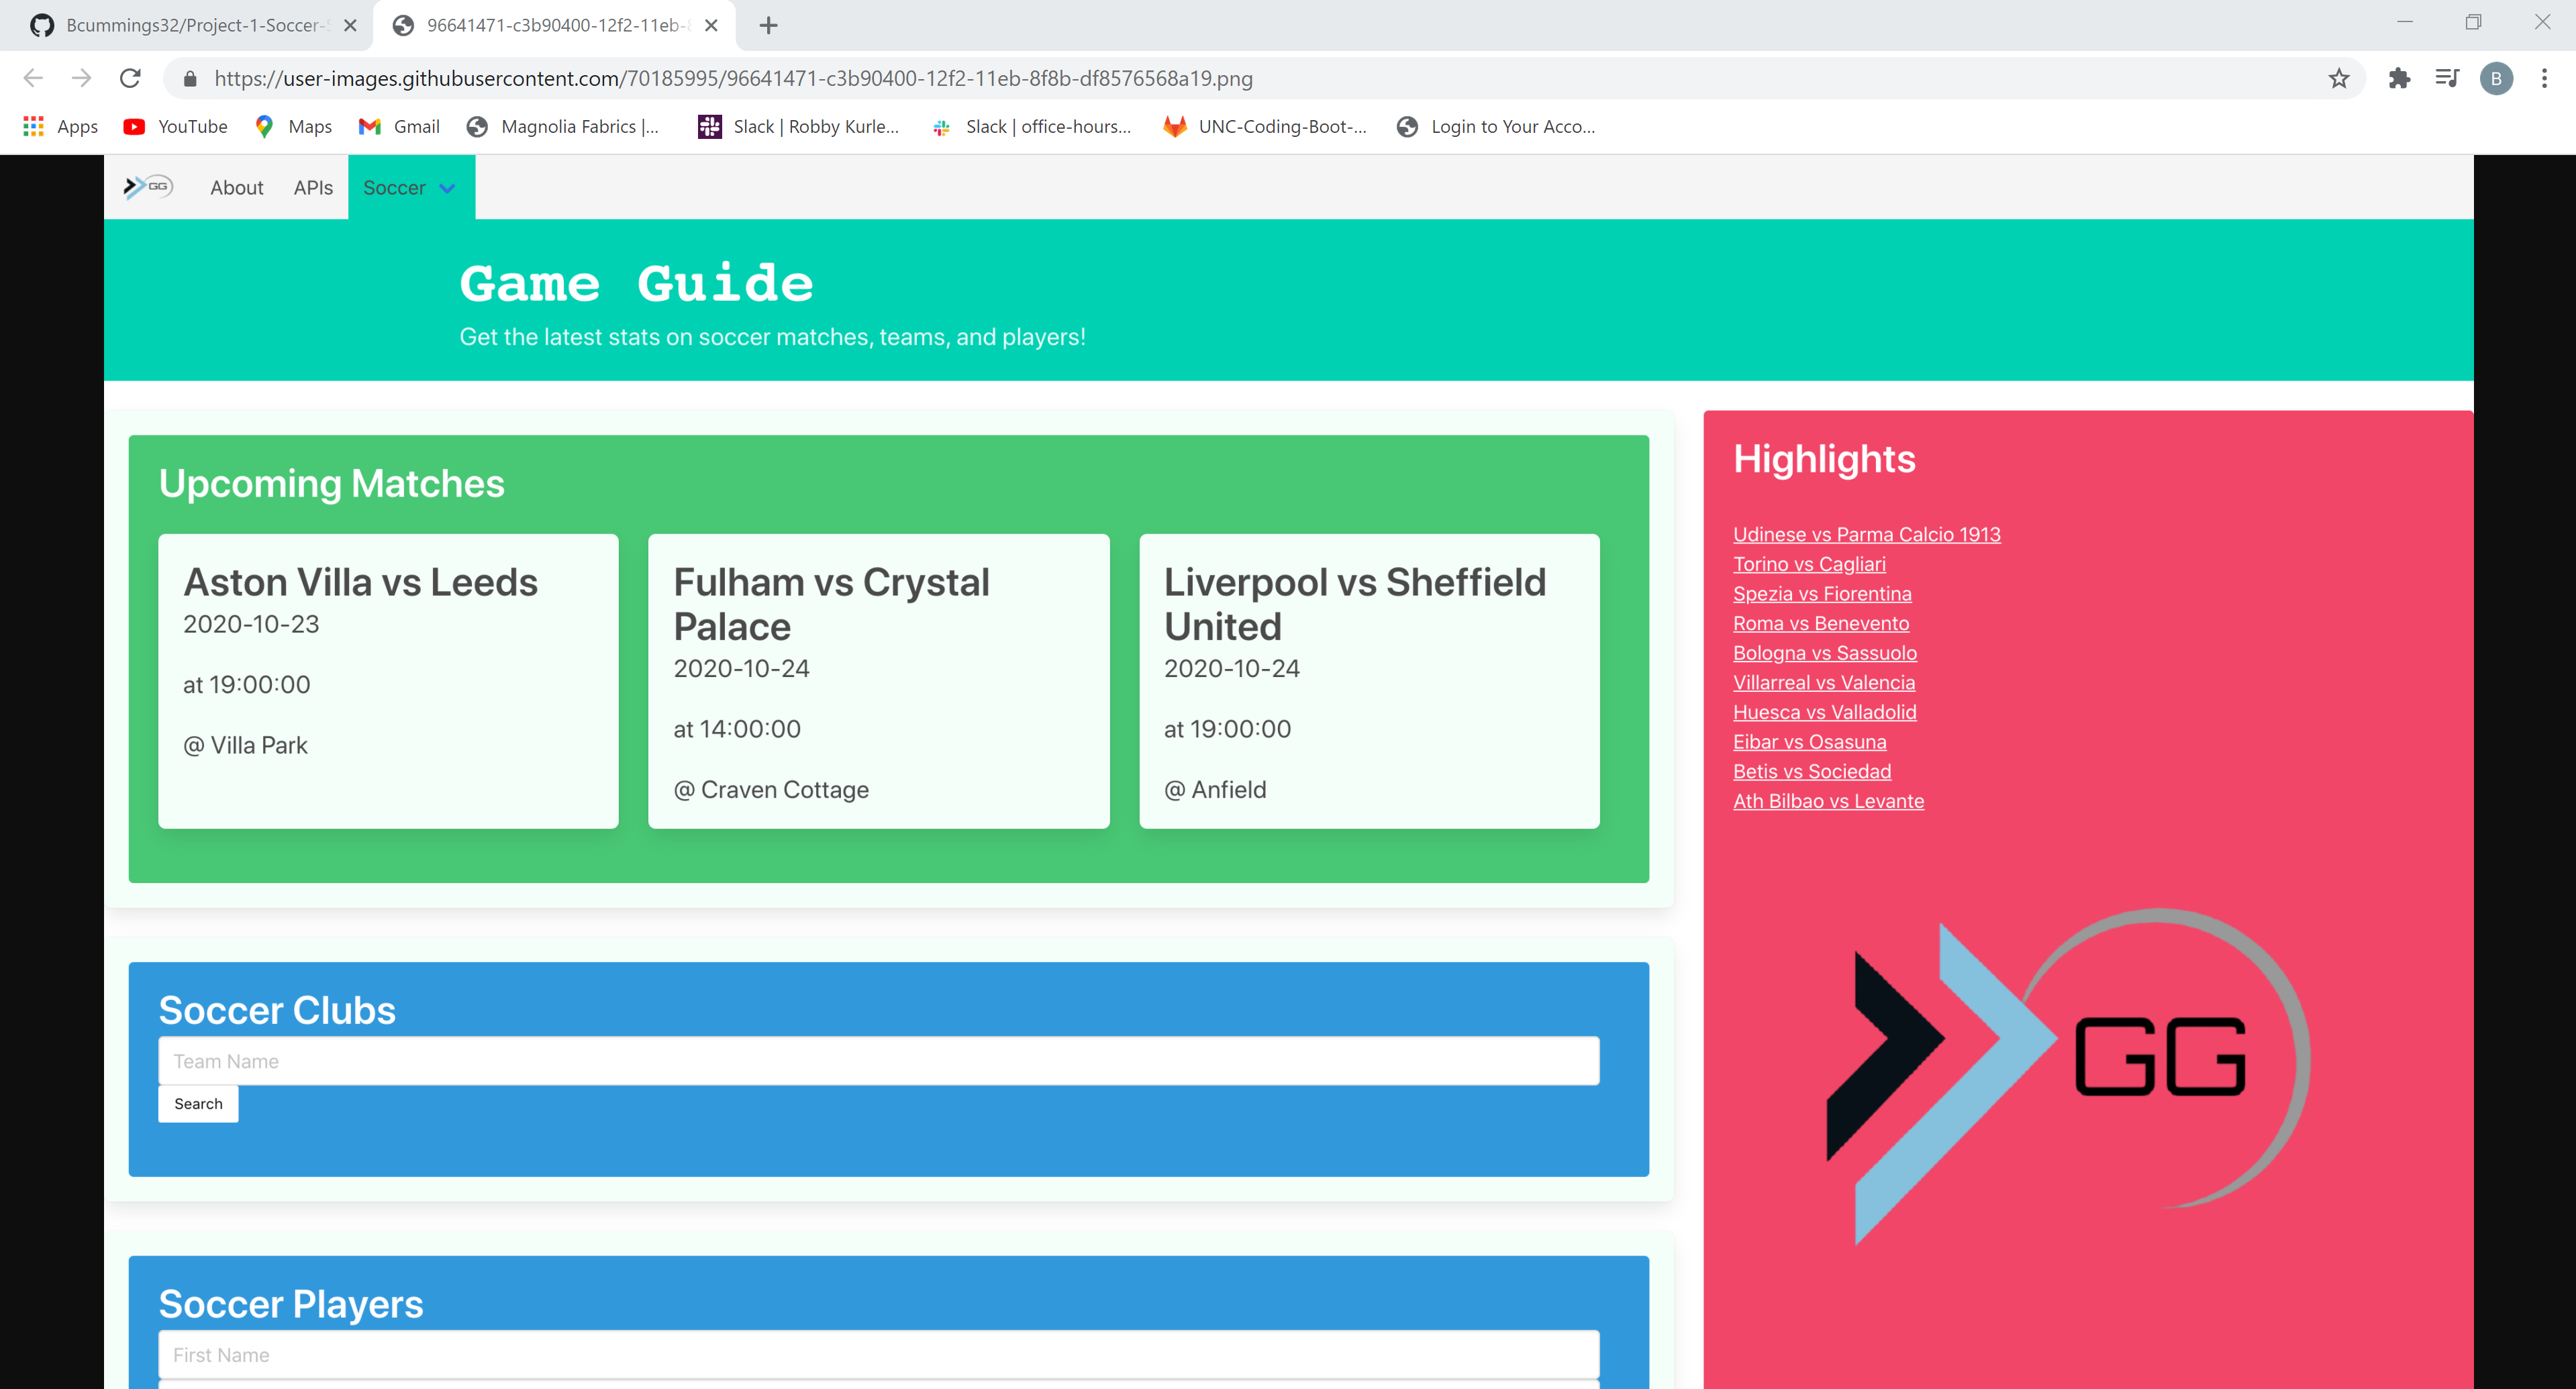 Bcummings32/Project-1-Soccer-
96641471-c3b90400-12f2-11eb-
https://user-images.githubusercontent.com/70185995/96641471-c3b90400-12f2-11eb-8f8b-df8576568a19.png
B
Apps YouTube Maps Gmail Magnolia Fabrics |... Slack | Robby Kurle... Slack | office-hours... UNC-Coding-Boot-... Login to Your Acco...
GG About APIs Soccer
Game Guide
Get the latest stats on soccer matches, teams, and players!
Upcoming Matches
Aston Villa vs Leeds
2020-10-23
at 19:00:00
@ Villa Park
Fulham vs Crystal
Palace
2020-10-24
at 14:00:00
@ Craven Cottage
Liverpool vs Sheffield
United
2020-10-24
at 19:00:00
@ Anfield
Soccer Clubs
Team Name
Search
Soccer Players
First Name
Highlights
Udinese vs Parma Calcio 1913
Torino vs Cagliari
Spezia vs Fiorentina
Roma vs Benevento
Bologna vs Sassuolo
Villarreal vs Valencia
Huesca vs Valladolid
Eibar vs Osasuna
Betis vs Sociedad
Ath Bilbao vs Levante
GG